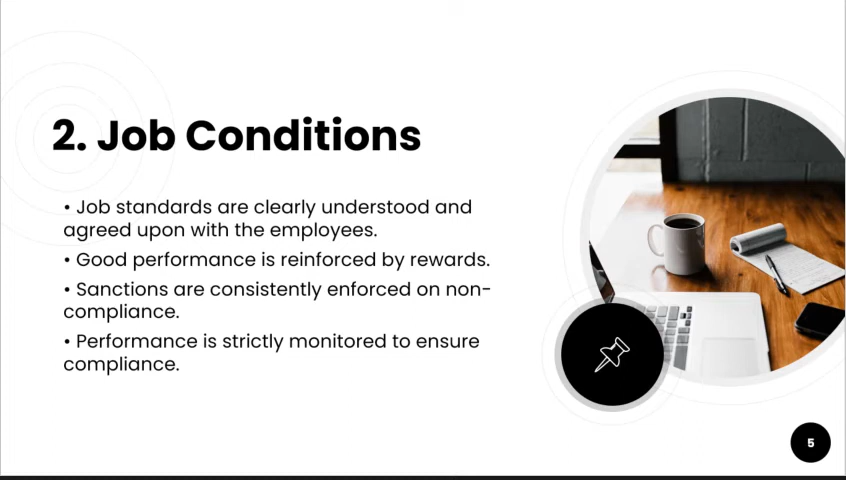 2. Job Conditions
• Job standards are clearly understood and
agreed upon with the employees.
• Good performance is reinforced by rewards.
• Sanctions are consistently enforced on non-
compliance.
• Performance is strictly monitored to ensure
compliance.
5